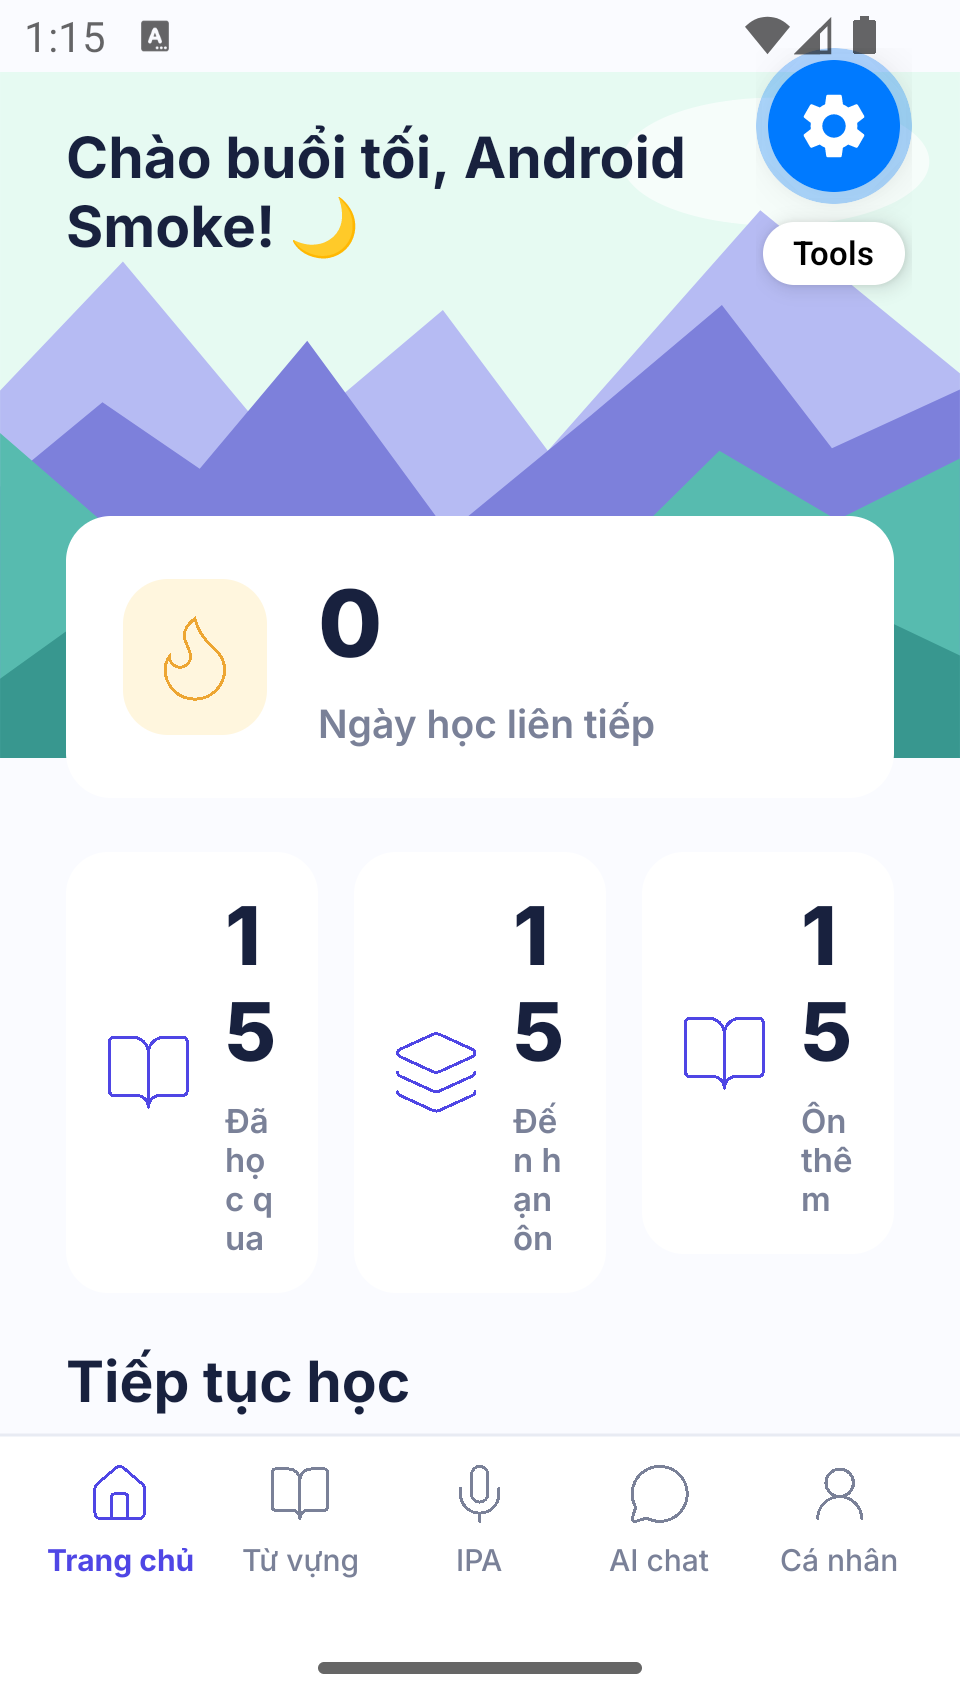 1:15
A
Chào buổi tối, Android
Smoke! 🌙
Tools
0
Ngày học liên tiếp
1
5
Đã
họ
c q
ua
1
5
Đế
n h
ạn
ôn
1
5
Ôn
thê
m
Tiếp tục học
Trang chủ
Từ vựng
IPA
AI chat
Cá nhân